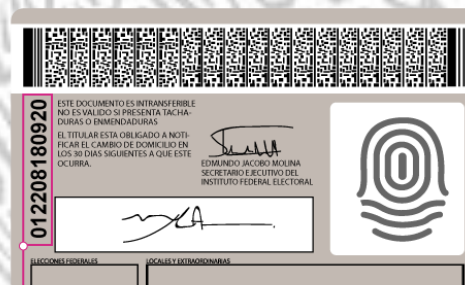 012208180920
ESTE DOCUMENTO ES INTRANSFERIBLE
NO ES VALIDO SI PRESENTA TACHA-
DURAS O ENMENDADURAS
EL TITULAR ESTA OBLIGADO A NOTI-
FICAR EL CAMBIO DE DOMICILIO EN
LOS 30 DIAS SIGUIENTES A QUE ESTE
OCURRA.
EDMUNDO JACOBO MOLINA
SECRETARIO EJECUTIVO DEL
INSTITUTO FEDERAL ELECTORAL
ELECCIONES FEDERALES
LOCALES Y EXTRAORDINARIAS